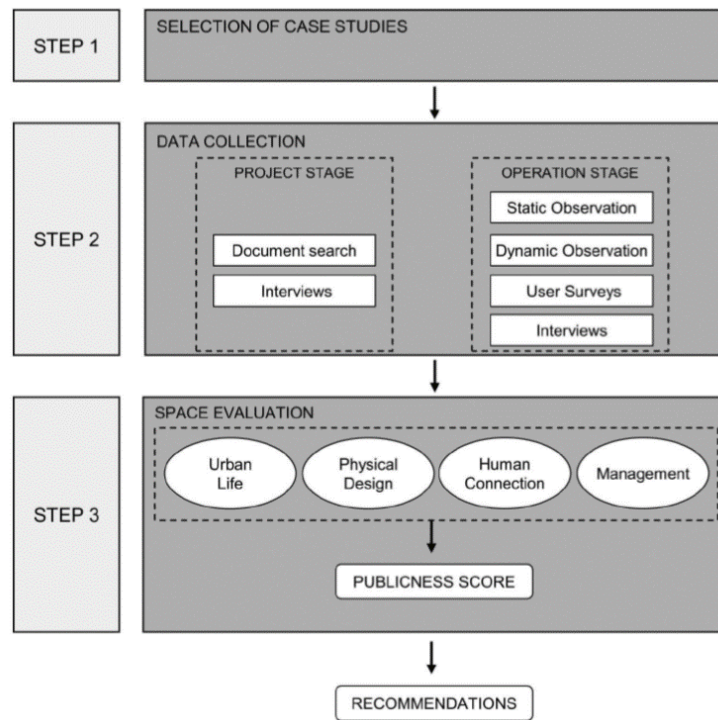 STEP 1
SELECTION OF CASE STUDIES
STEP 2
DATA COLLECTION
PROJECT STAGE
Document search
Interviews
OPERATION STAGE
Static Observation
Dynamic Observation
User Surveys
Interviews
STEP 3
SPACE EVALUATION
Urban
Life
Physical
Design
Human
Connection
Management
PUBLICNESS SCORE
RECOMMENDATIONS